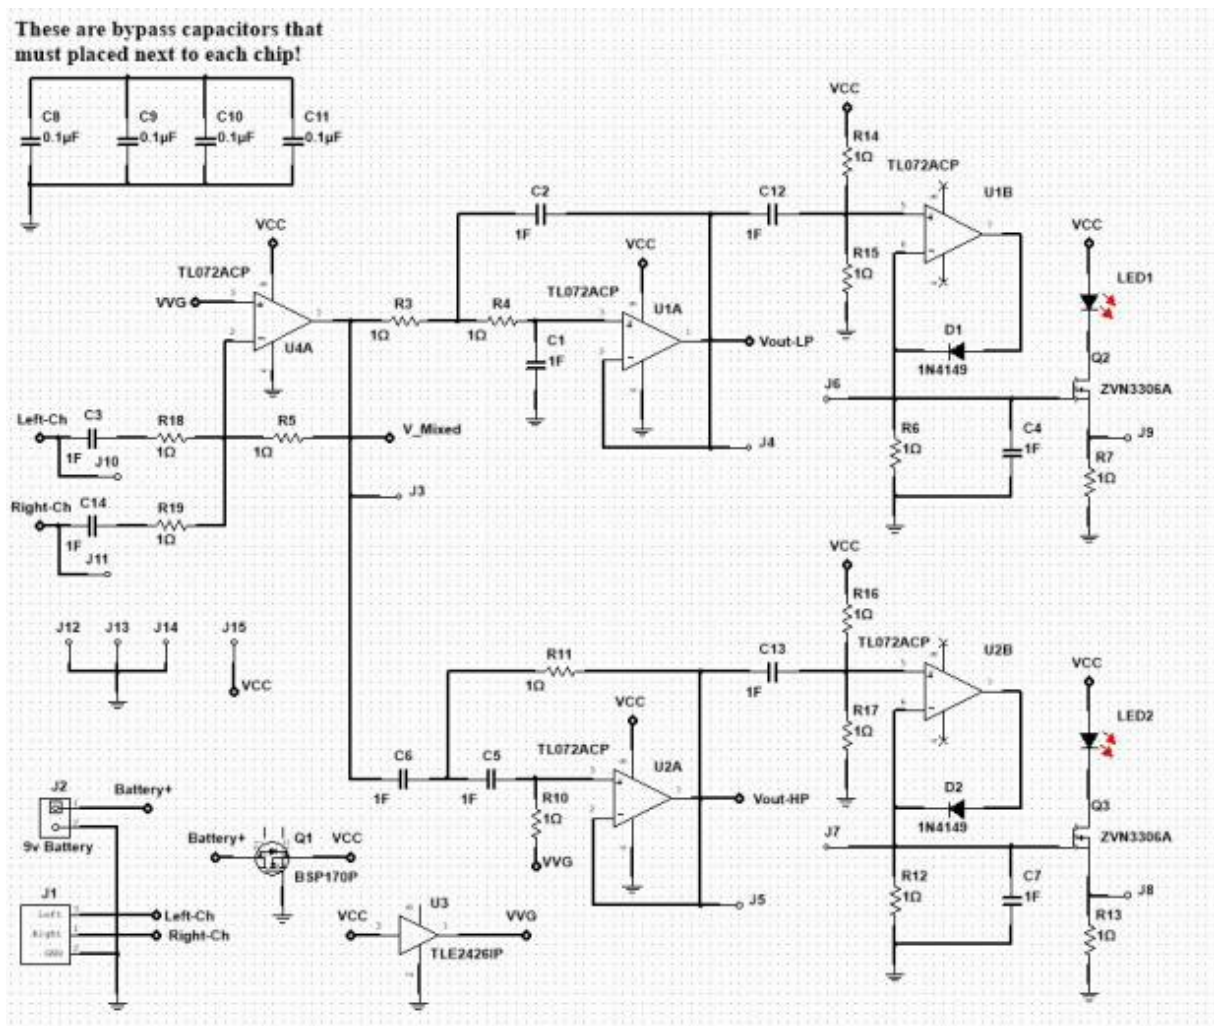 These are bypass capacitors that
must placed next to each chip!
C8
0.1µF
C9
0.1µF
C10
0.1µF
C11
0.1µF
VCC
TL072ACP
VVG
U4A
Left-Ch
C3
1F
R18
1Ω
R5
1Ω
J10
Right-Ch
C14
1F
R19
1Ω
J11
V_Mixed
J3
R3
1Ω
R4
1Ω
C2
1F
C1
1F
VCC
TL072ACP
U1A
Vout-LP
J4
C12
1F
VCC
R14
1Ω
R15
1Ω
TL072ACP
U1B
D1
1N4149
J6
R6
1Ω
C4
1F
VCC
LED1
Q2
ZVN3306A
J9
R7
1Ω
J12
J13
J14
J15
VCC
C6
1F
C5
1F
R11
1Ω
R10
1Ω
VVG
VCC
TL072ACP
U2A
Vout-HP
J5
C13
1F
VCC
R16
1Ω
R17
1Ω
TL072ACP
U2B
D2
1N4149
J7
R12
1Ω
C7
1F
VCC
LED2
Q3
ZVN3306A
J8
R13
1Ω
J2
Battery+
9v Battery
J1
Left
Right
GND
Left-Ch
Right-Ch
Battery+
Q1
VCC
BSP170P
VCC
U3
VVG
TLE2426IP